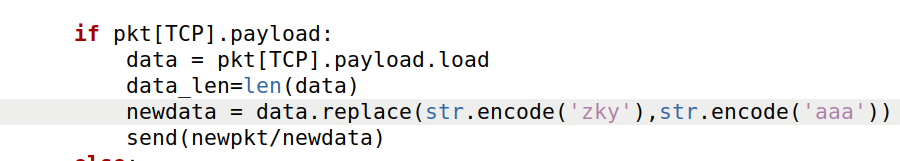 if pkt[TCP].payload:
data = pkt[TCP].payload.load
data_len=len(data)
newdata = data.replace(str.encode('zky'),str.encode('aaa'))
send(newpkt/newdata)
else: